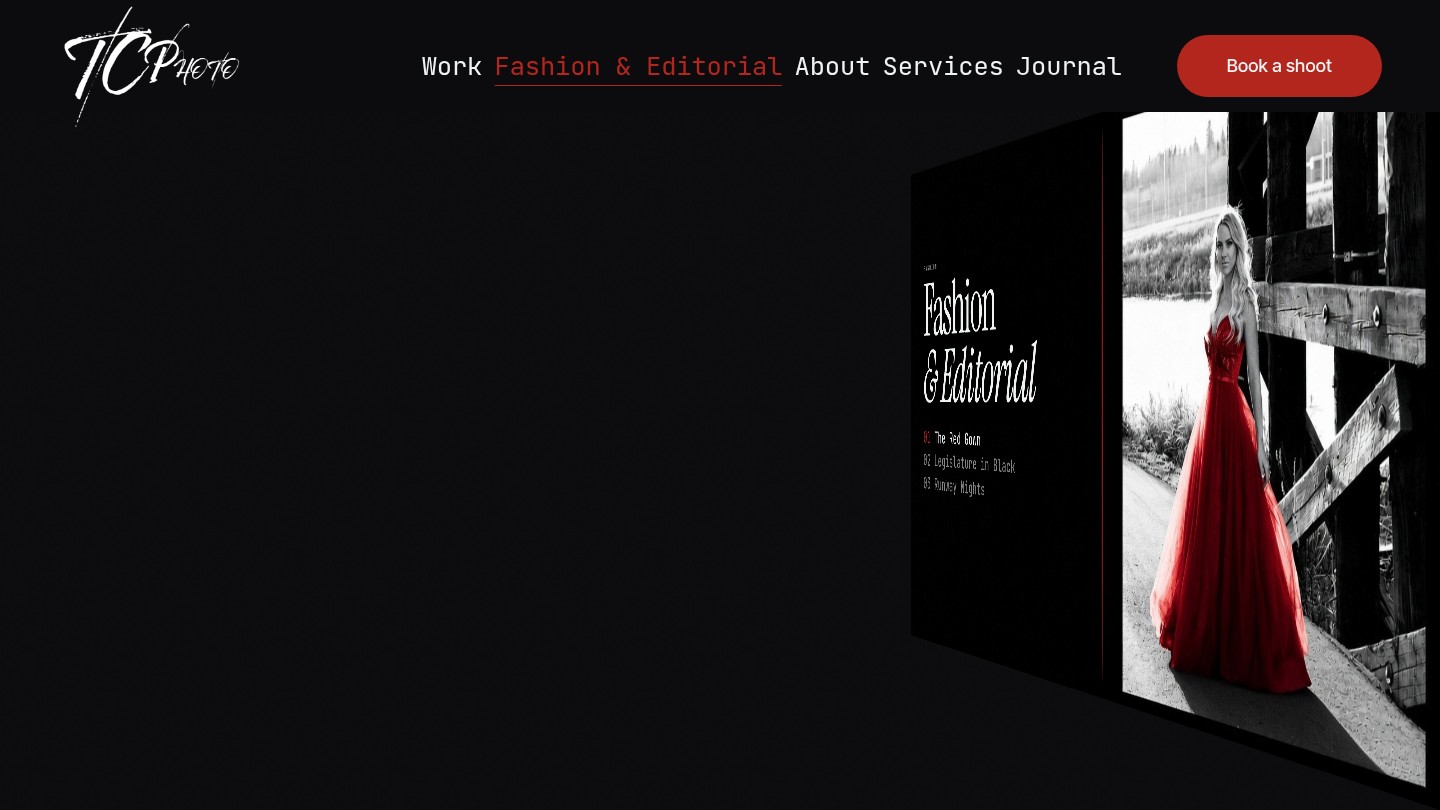 TCPHOTO
Work Fashion & Editorial About Services Journal
Book a shoot
Fashion
& Editorial
01 The Red Gown
02 Legislature in Black
03 Runway Nights